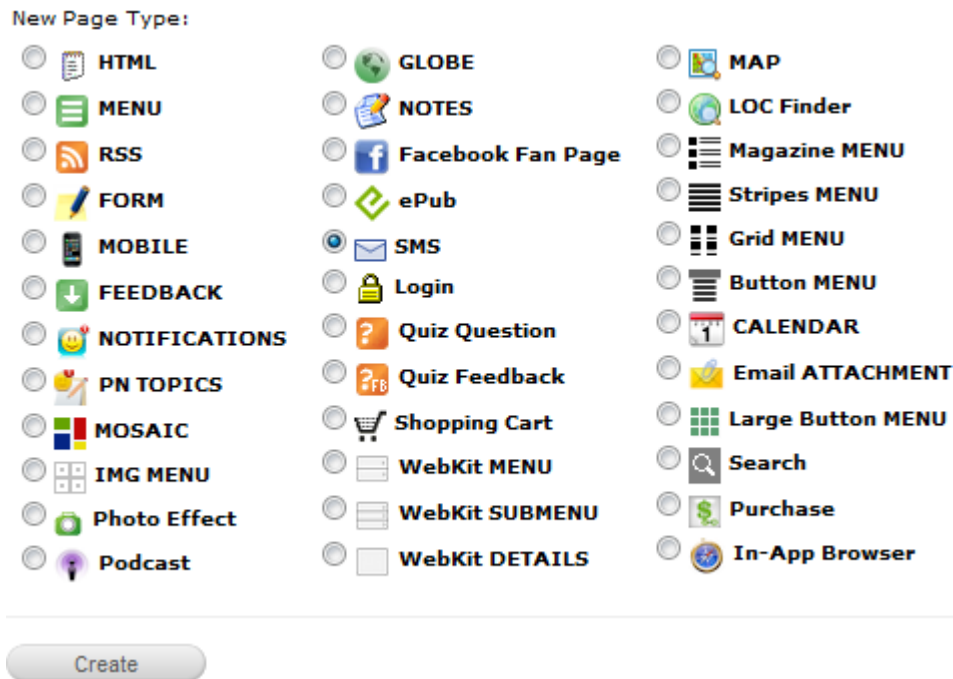 New Page Type:
HTML
MENU
RSS
FORM
MOBILE
FEEDBACK
NOTIFICATIONS
PN TOPICS
MOSAIC
IMG MENU
Photo Effect
Podcast
GLOBE
NOTES
Facebook Fan Page
ePub
SMS
Login
Quiz Question
Quiz Feedback
Shopping Cart
WebKit MENU
WebKit SUBMENU
WebKit DETAILS
MAP
LOC Finder
Magazine MENU
Stripes MENU
Grid MENU
Button MENU
CALENDAR
Email ATTACHMENT
Large Button MENU
Search
Purchase
In-App Browser
Create